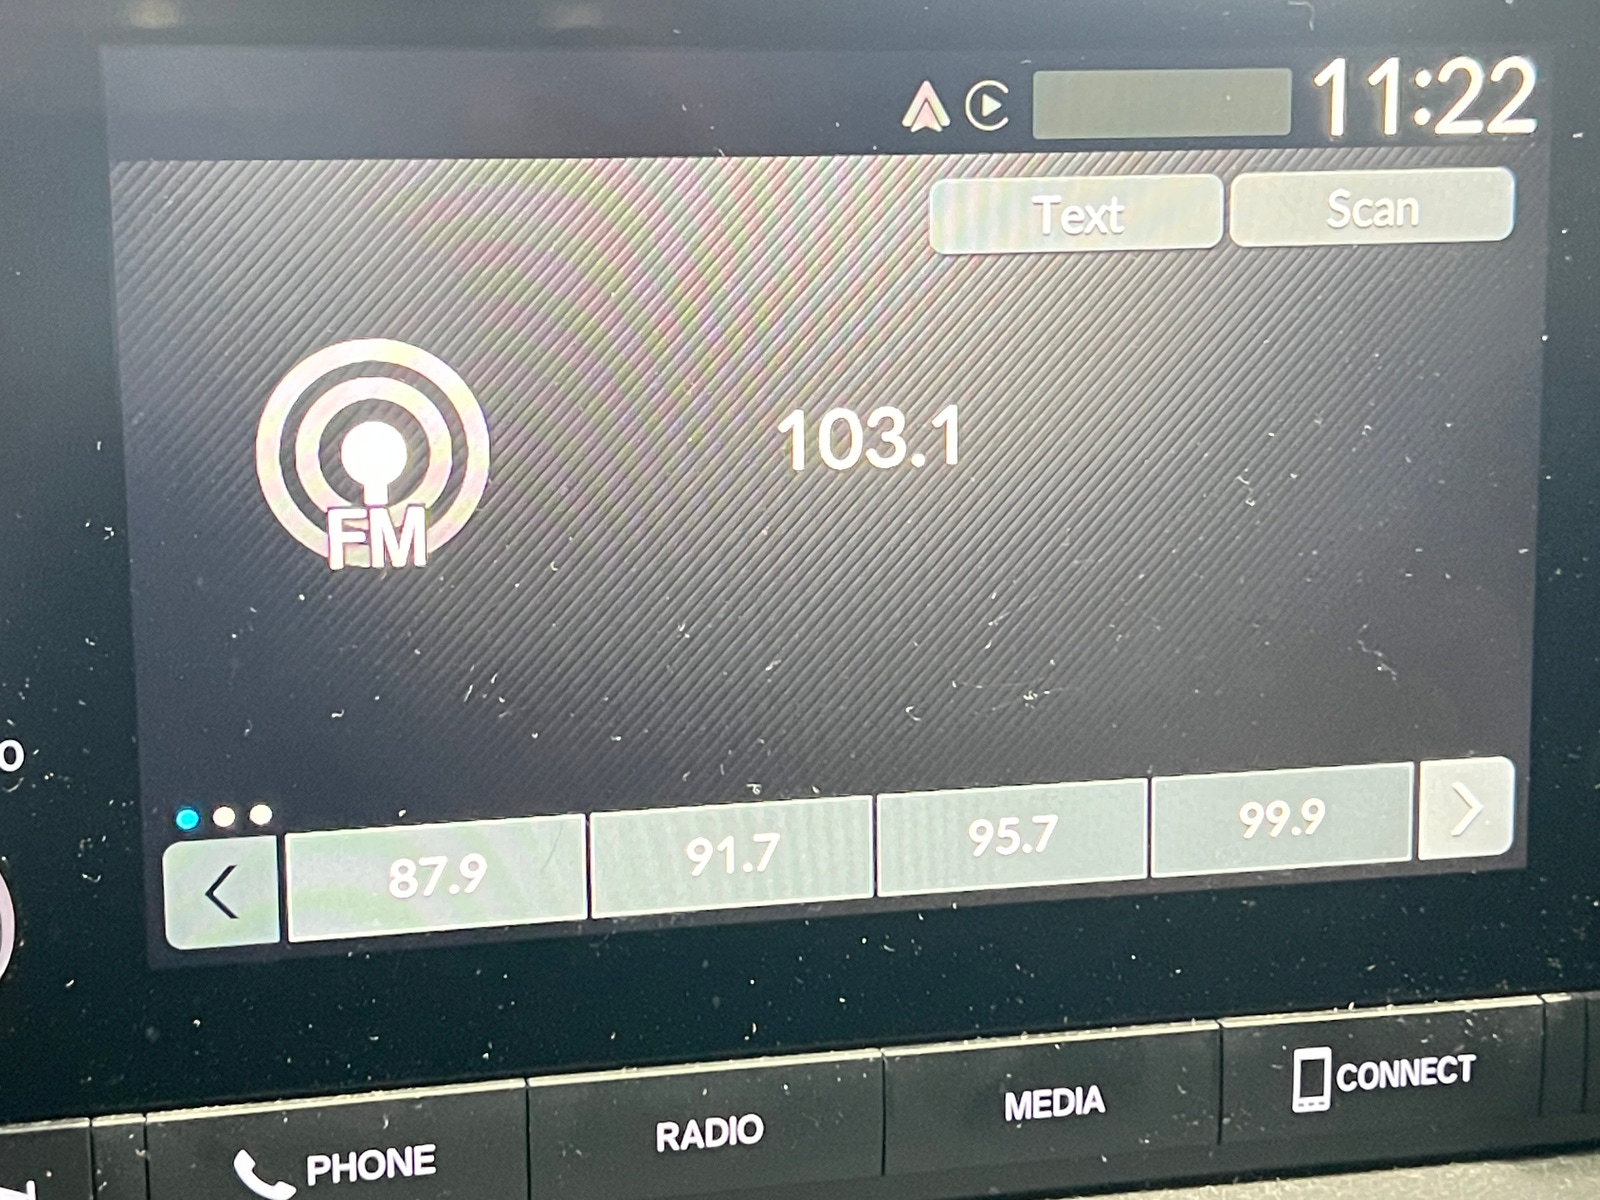 11:22
Text Scan
FM
103.1
87.9 91.7 95.7 99.9
PHONE RADIO MEDIA CONNECT